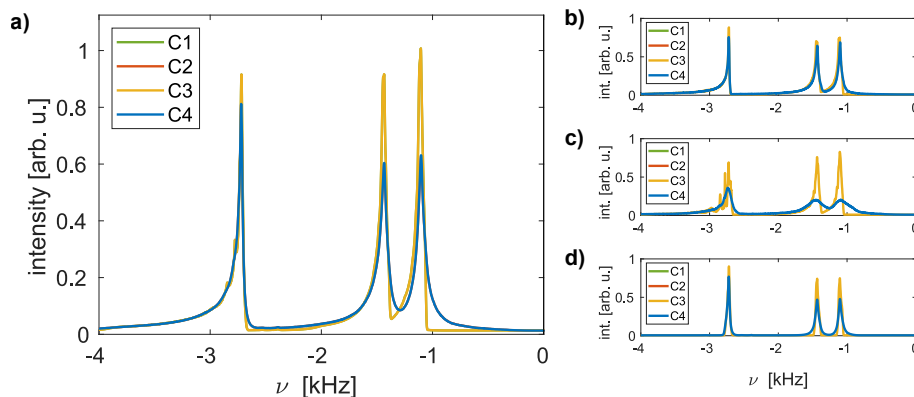 a)
intensity [arb. u.]
1
0.8
0.6
0.4
0.2
0
C1
C2
C3
C4
-4 -3 -2 -1 0
ν [kHz]
b)
int. [arb. u.]
1
0.5
0
C1
C2
C3
C4
-4 -3 -2 -1 0
c)
int. [arb. u.]
1
0.5
0
C1
C2
C3
C4
-4 -3 -2 -1 0
d)
int. [arb. u.]
1
0.5
0
C1
C2
C3
C4
-4 -3 -2 -1 0
ν [kHz]